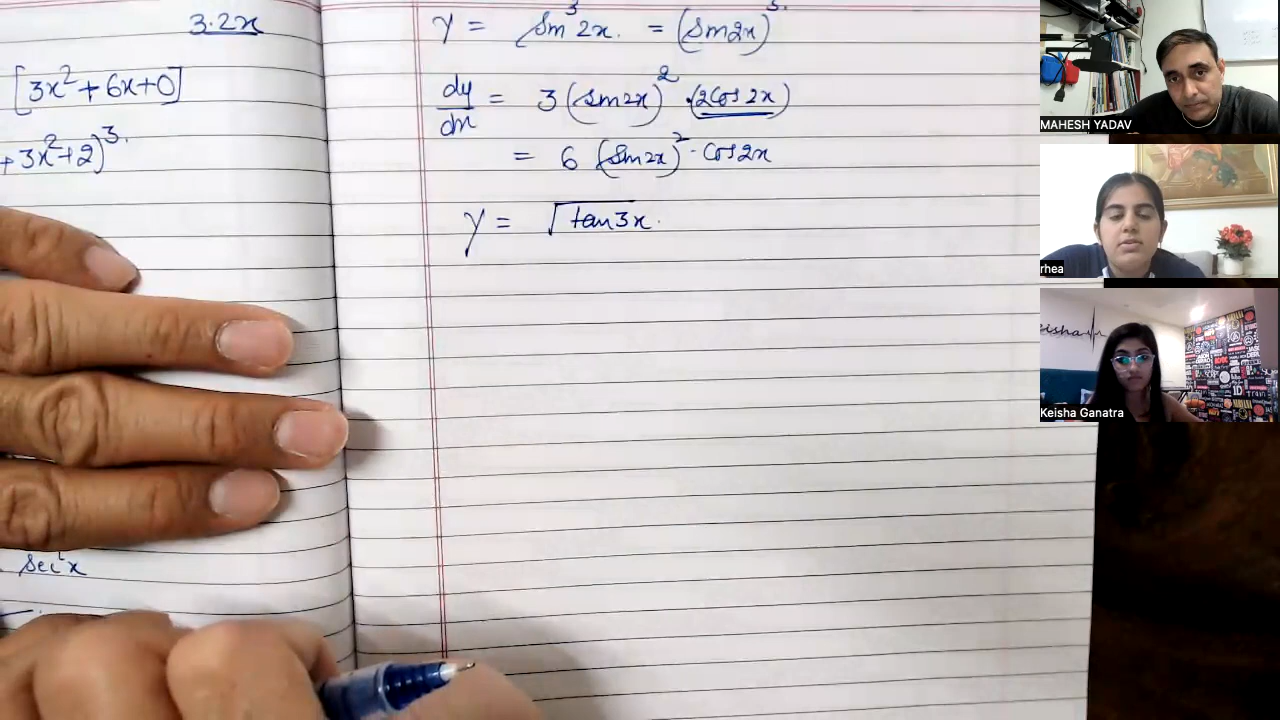 3.2x
[3x² + 6x + 0]
+ 3x² + 2)³.
sec²x
y = sin³2x. = (sin2x)³.
dy/dx = 3 (sin2x)² . (2cos 2x)
= 6 (sin2x)² . cos2x
y = √tan3x.
MAHESH YADAV
rhea
eisha
Keisha Ganatra